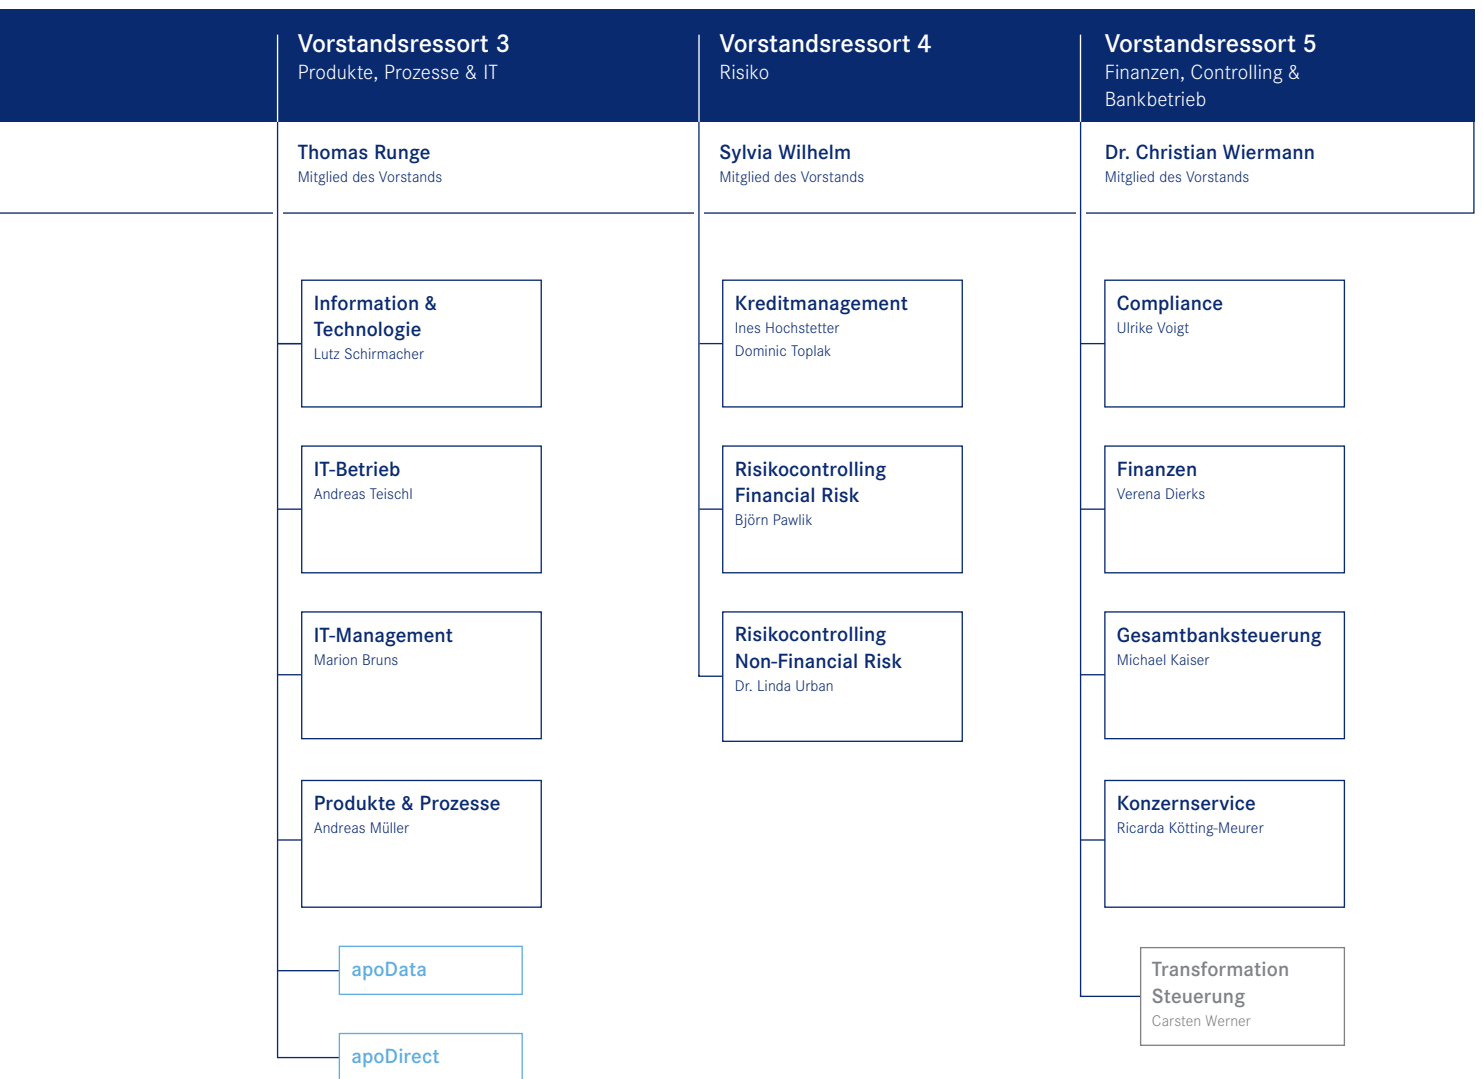 Vorstandsressort 3
Produkte, Prozesse & IT
Thomas Runge
Mitglied des Vorstands
Information &
Technologie
Lutz Schirmacher
IT-Betrieb
Andreas Teischl
IT-Management
Marion Bruns
Produkte & Prozesse
Andreas Müller
apoData
apoDirect
Vorstandsressort 4
Risiko
Sylvia Wilhelm
Mitglied des Vorstands
Kreditmanagement
Ines Hochstetter
Dominic Toplak
Risikocontrolling
Financial Risk
Björn Pawlik
Risikocontrolling
Non-Financial Risk
Dr. Linda Urban
Vorstandsressort 5
Finanzen, Controlling &
Bankbetrieb
Dr. Christian Wiermann
Mitglied des Vorstands
Compliance
Ulrike Voigt
Finanzen
Verena Dierks
Gesamtbanksteuerung
Michael Kaiser
Konzernservice
Ricarda Kötting-Meurer
Transformation
Steuerung
Carsten Werner